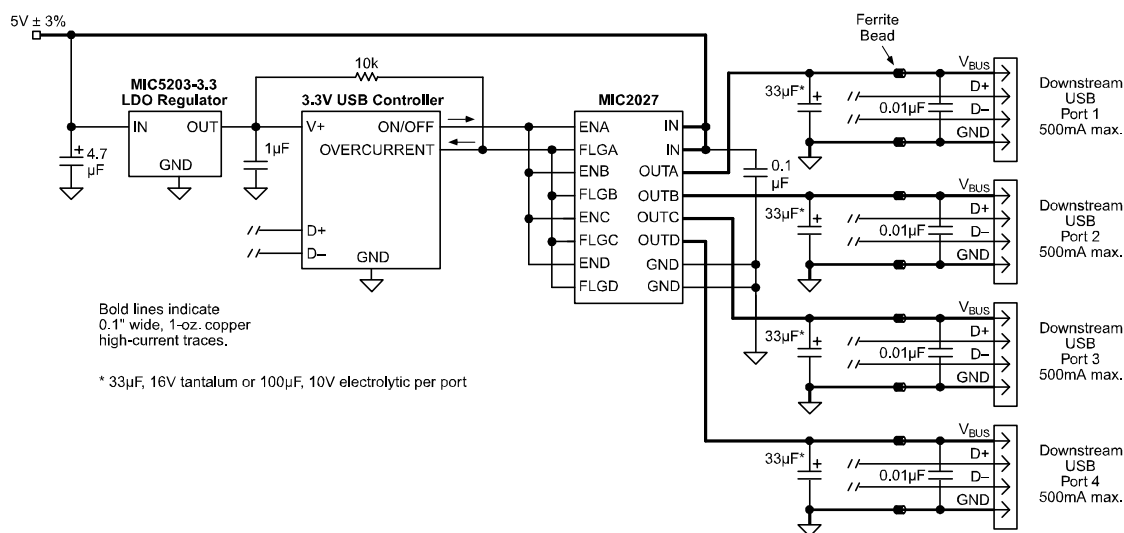 5V ± 3%
MIC5203-3.3
LDO Regulator
IN
OUT
GND
4.7
µF
1µF
10k
3.3V USB Controller
V+
ON/OFF
OVERCURRENT
D+
D–
GND
MIC2027
ENA
FLGA
ENB
FLGB
ENC
FLGC
END
FLGD
IN
IN
OUTA
OUTB
OUTC
OUTD
GND
GND
0.1
µF
Ferrite
Bead
33µF*
0.01µF
VBUS
D+
D–
GND
Downstream
USB
Port 1
500mA max.
33µF*
0.01µF
VBUS
D+
D–
GND
Downstream
USB
Port 2
500mA max.
33µF*
0.01µF
VBUS
D+
D–
GND
Downstream
USB
Port 3
500mA max.
33µF*
0.01µF
VBUS
D+
D–
GND
Downstream
USB
Port 4
500mA max.
Bold lines indicate
0.1" wide, 1-oz. copper
high-current traces.
* 33µF, 16V tantalum or 100µF, 10V electrolytic per port